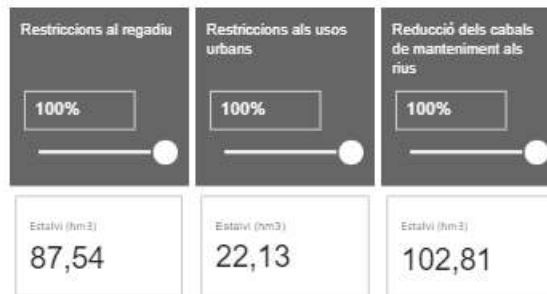 Restriccions al regadiu
100%
Estalvi (hm3)
87,54
Restriccions als usos
urbans
100%
Estalvi (hm3)
22,13
Reducció dels cabals
de manteniment als
rius
100%
Estalvi (hm3)
102,81